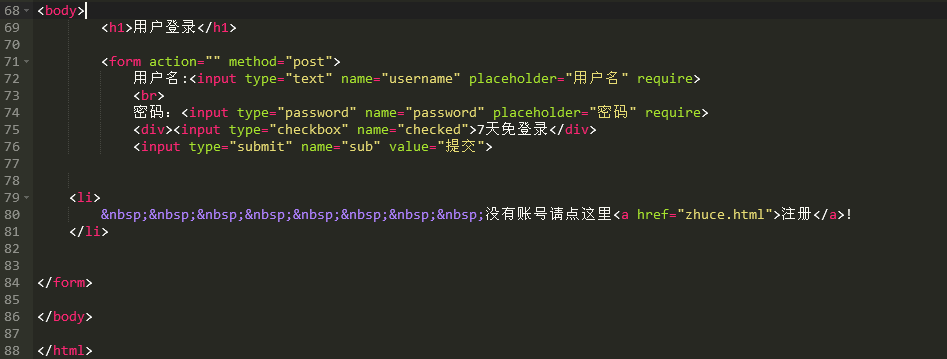 68 <body>
69 <h1>用户登录</h1>
70
71 <form action="" method="post">
72 用户名:<input type="text" name="username" placeholder="用户名" require>
73 <br>
74 密码：<input type="password" name="password" placeholder="密码" require>
75 <div><input type="checkbox" name="checked">7天免登录</div>
76 <input type="submit" name="sub" value="提交">
77
78
79 <li>
80 &nbsp;&nbsp;&nbsp;&nbsp;&nbsp;&nbsp;&nbsp;&nbsp;没有账号请点这里<a href="zhuce.html">注册</a>!
81 </li>
82
83
84 </form>
85
86 </body>
87
88 </html>